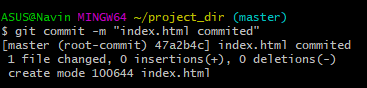 ASUS@Navin MINGW64 ~/project_dir (master)
$ git commit -m "index.html commited"
[master (root-commit) 47a2b4c] index.html commited
 1 file changed, 0 insertions(+), 0 deletions(-)
 create mode 100644 index.html